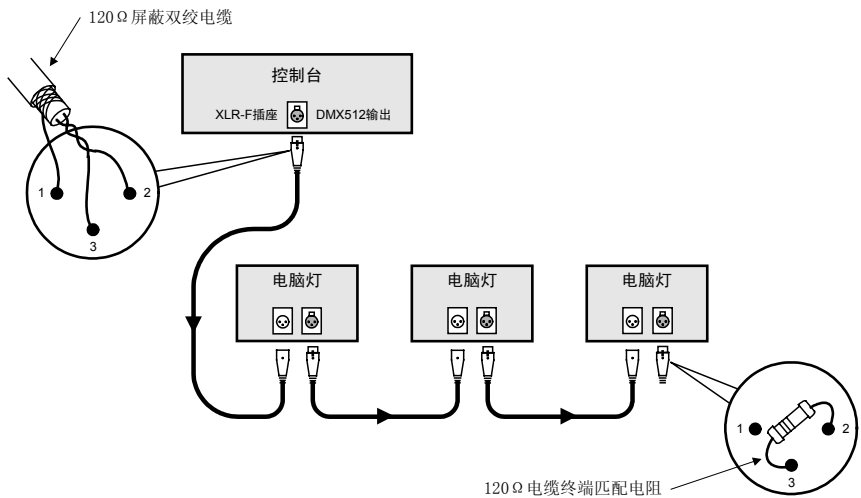 120Ω屏蔽双绞电缆
控制台
XLR-F插座 DMX512输出
1 2
3
电脑灯 电脑灯 电脑灯
1 2
3
120Ω电缆终端匹配电阻